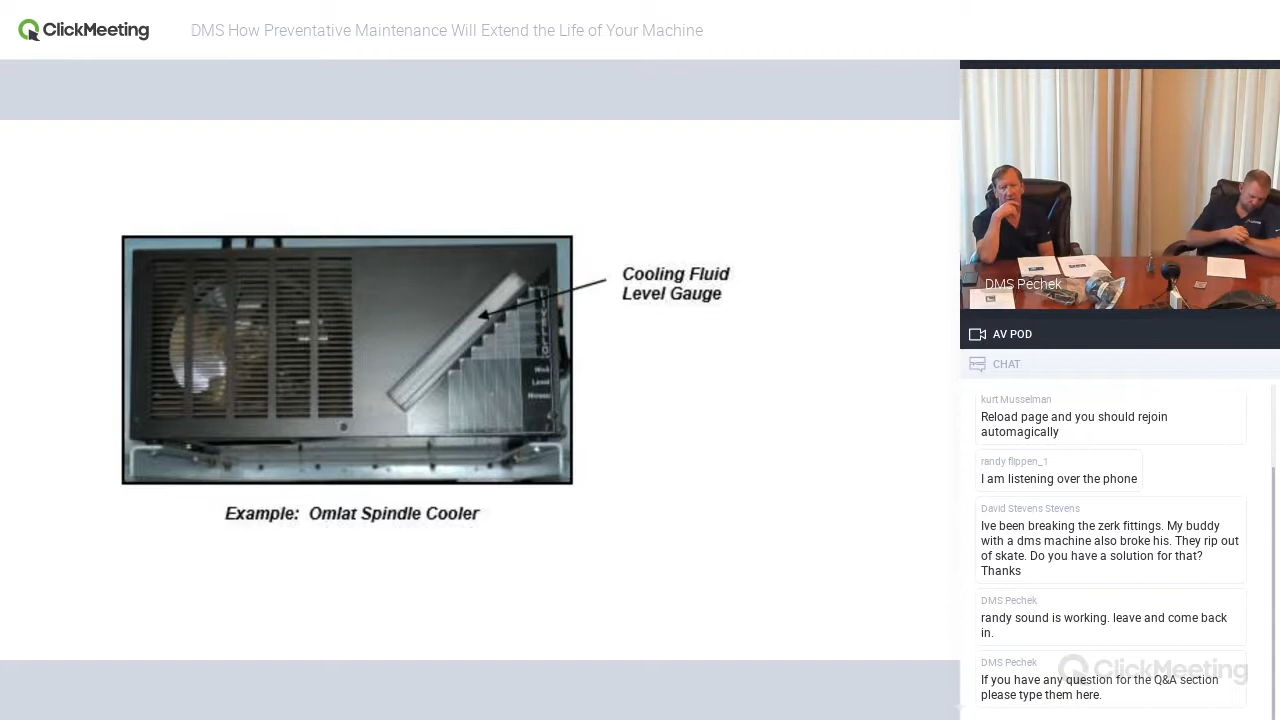 ClickMeeting
DMS How Preventative Maintenance Will Extend the Life of Your Machine
Cooling Fluid
Level Gauge
Example: Omlat Spindle Cooler
DMS Pechek
AV POD
CHAT
kurt Musselman
Reload page and you should rejoin
automagically
randy flippen_1
I am listening over the phone
David Stevens Stevens
Ive been breaking the zerk fittings. My buddy
with a dms machine also broke his. They rip out
of skate. Do you have a solution for that?
Thanks
DMS Pechek
randy sound is working. leave and come back
in.
DMS Pechek
If you have any question for the Q&A section
please type them here.
ClickMeeting